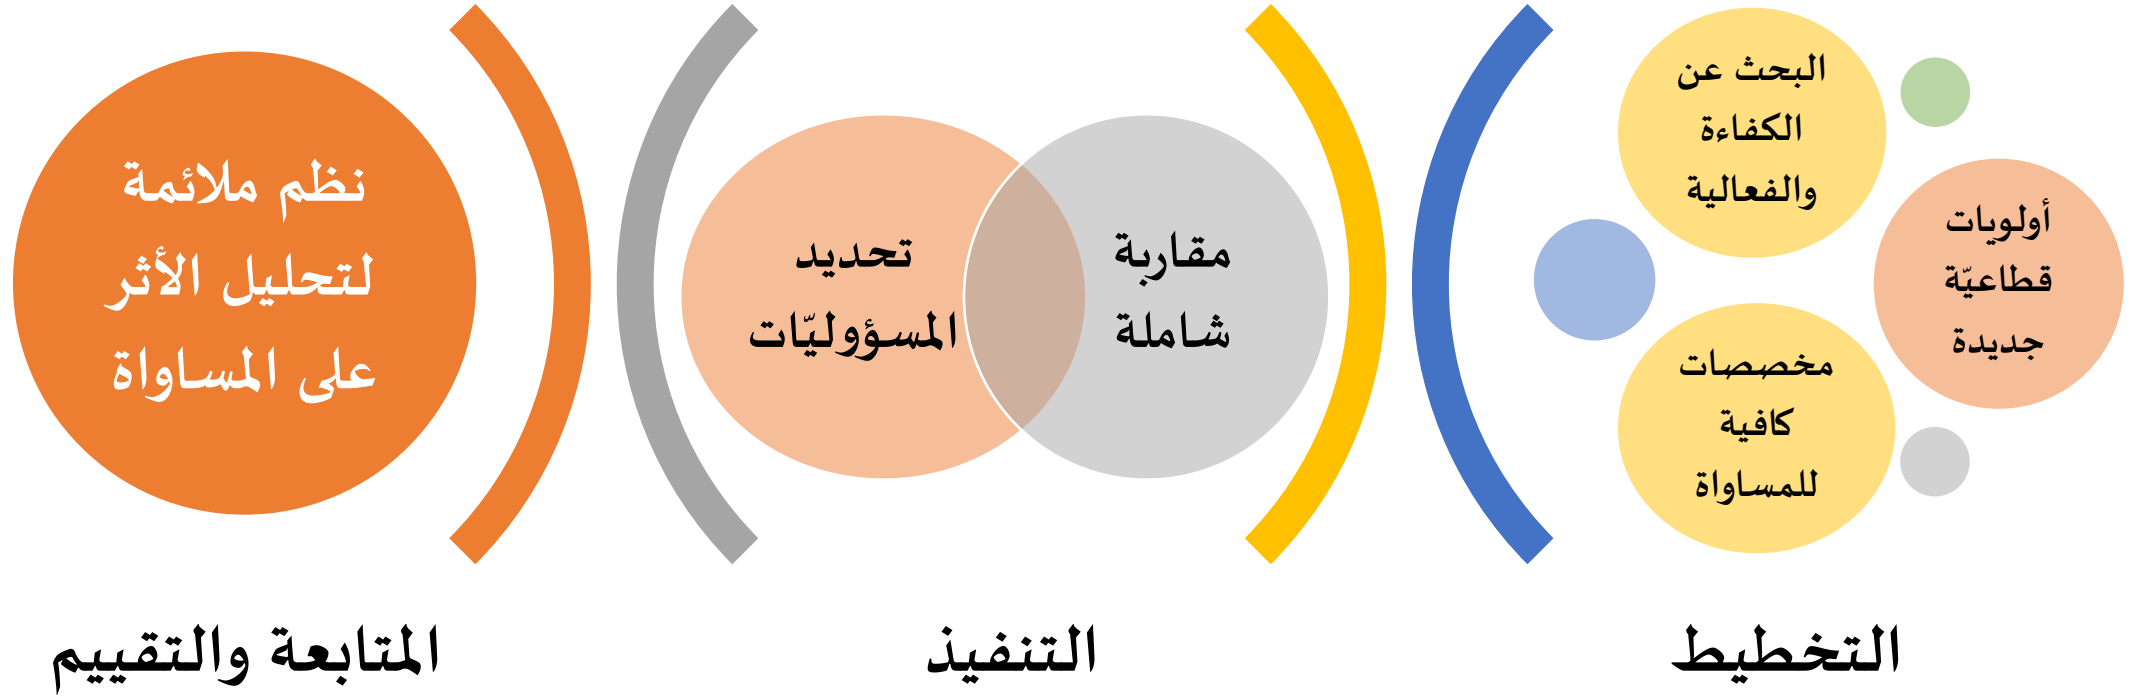 البحث عن
الكفاءة
والفعالية
أولويات
قطاعيّة
جديدة
مخصصات
كافية
للمساواة
التخطيط
مقاربة
شاملة
تحديد
المسؤوليّات
التنفيذ
نظم ملائمة
لتحليل الأثر
على المساواة
المتابعة والتقييم